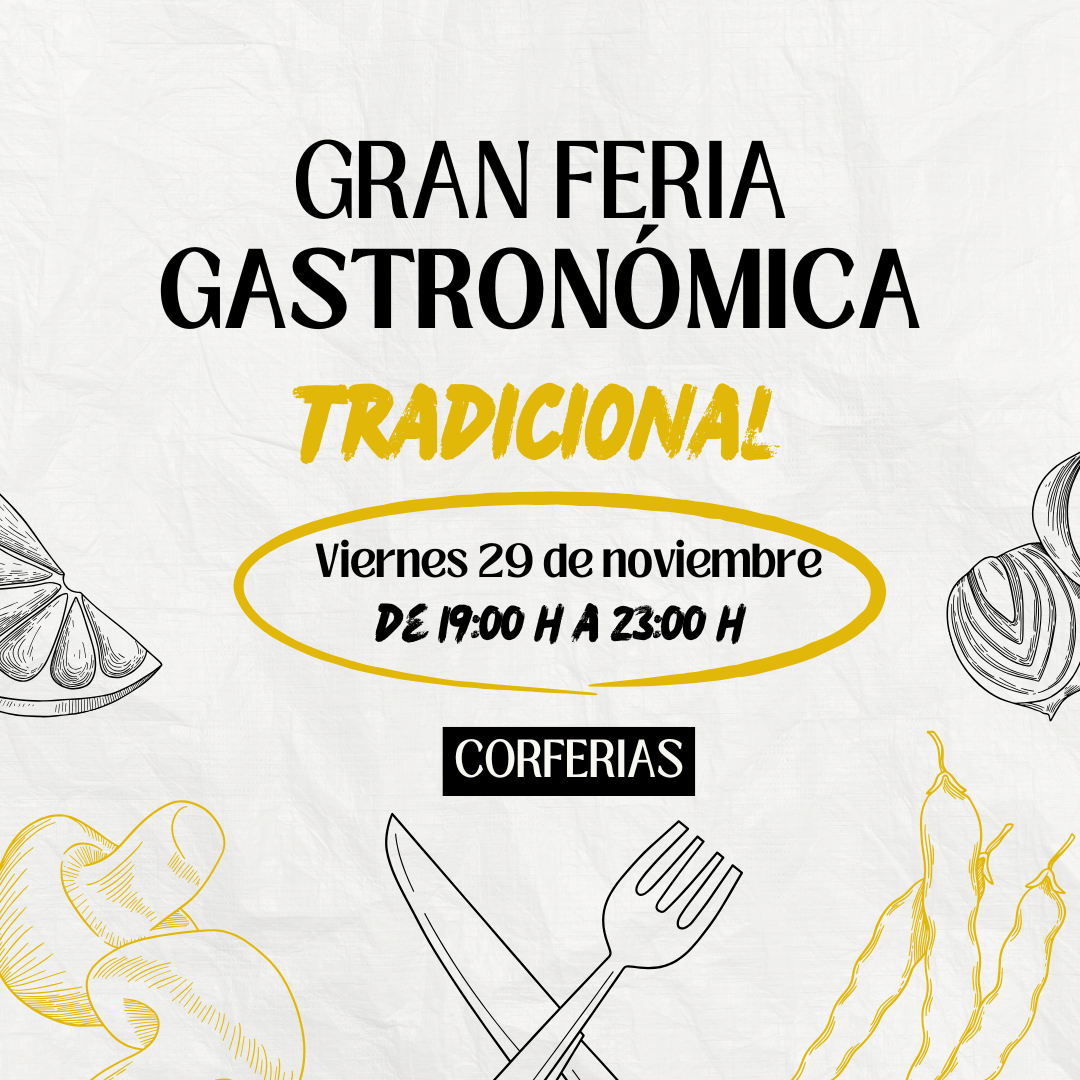 GRAN FERIA
GASTRONÓMICA
TRADICIONAL
Viernes 29 de noviembre
DE 19:00 H A 23:00 H
CORFERIAS